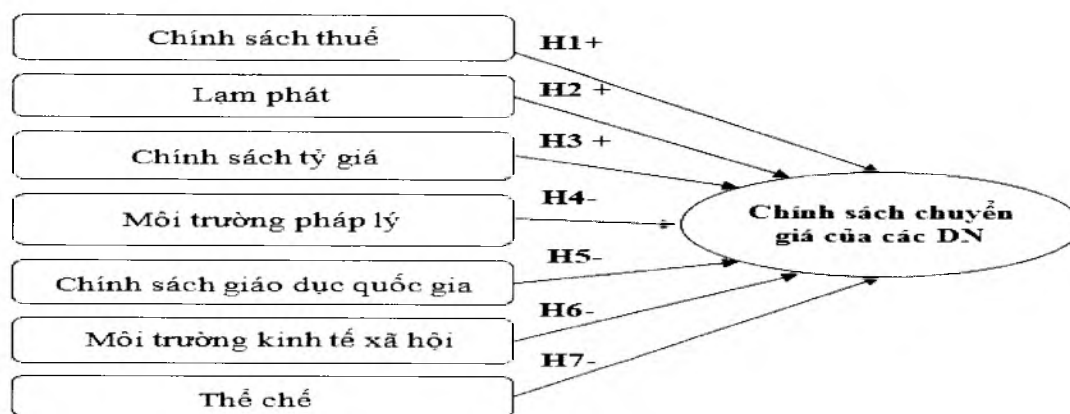 Chính sách thuế
H1+
Lạm phát
H2 +
Chính sách tỷ giá
H3 +
Môi trường pháp lý
H4-
Chính sách chuyển
giá của các DN
Chính sách giáo dục quốc gia
H5-
Môi trường kinh tế xã hội
H6-
Thể chế
H7-